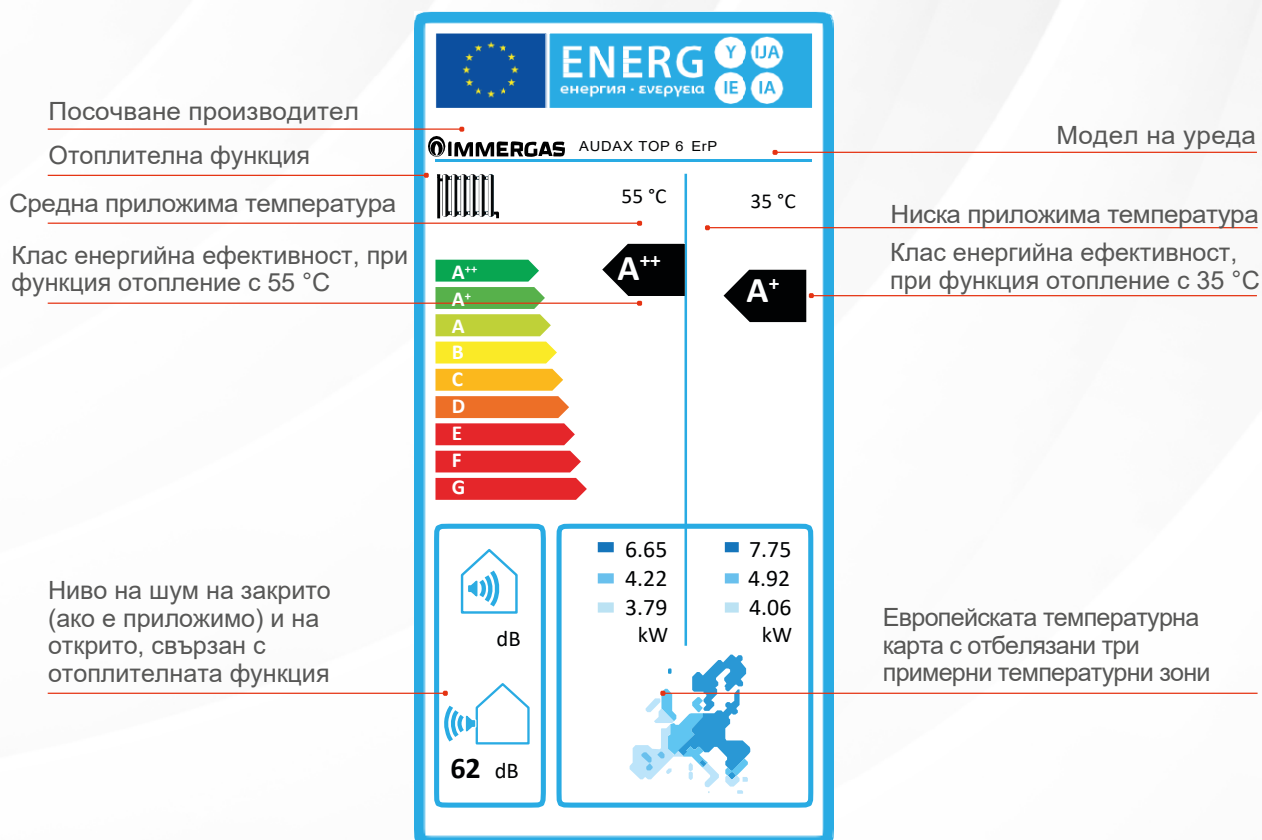 ENERG Y IJA
енергия · ενεργεια IE IA
Посочване производител
IMMERGAS AUDAX TOP 6 ErP
Модел на уреда
Отоплителна функция
Средна приложима температура
55 °C
35 °C
Ниска приложима температура
Клас енергийна ефективност, при
функция отопление с 55 °C
Клас енергийна ефективност,
при функция отопление с 35 °C
A++
A+
A++
A+
A
B
C
D
E
F
G
Ниво на шум на закрито
(ако е приложимо) и на
открито, свързан с
отоплителната функция
dB
62 dB
6.65
4.22
3.79
kW
7.75
4.92
4.06
kW
Европейската температурна
карта с отбелязани три
примерни температурни зони